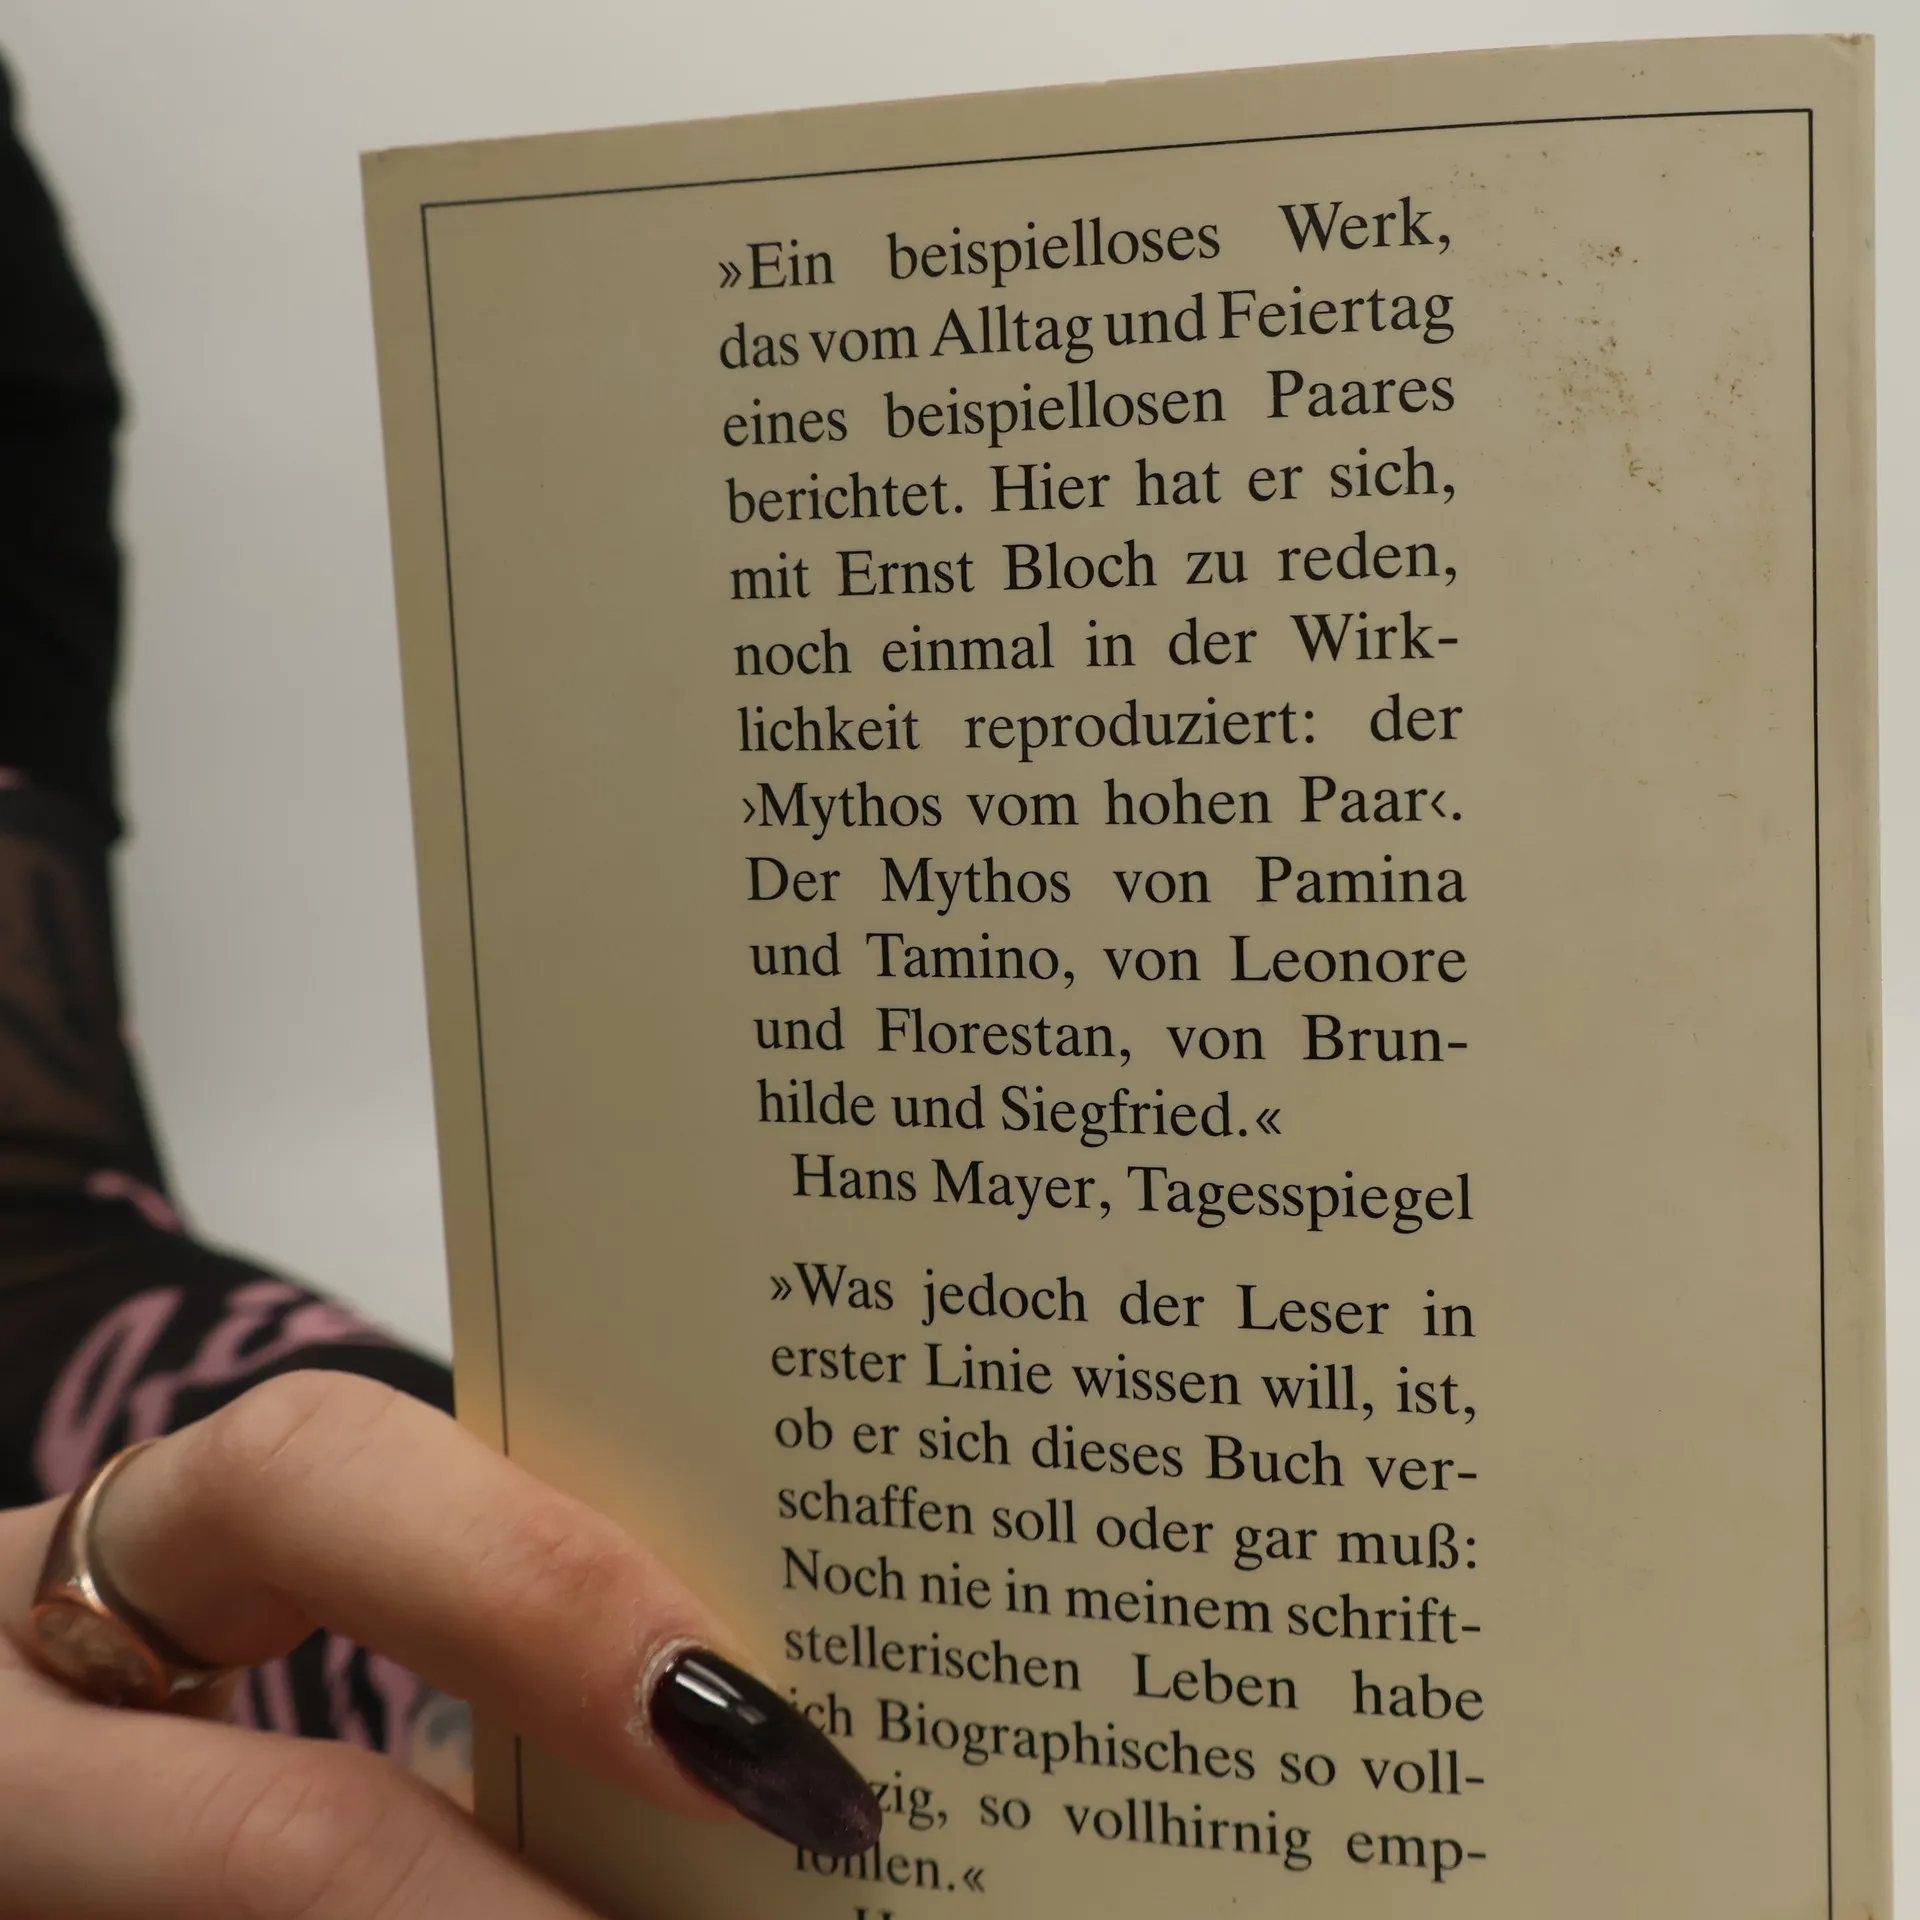 »Ein beispielloses Werk,
das vom Alltag und Feiertag
eines beispiellosen Paares
berichtet. Hier hat er sich,
mit Ernst Bloch zu reden,
noch einmal in der Wirk-
lichkeit reproduziert: der
›Mythos vom hohen Paar‹.
Der Mythos von Pamina
und Tamino, von Leonore
und Florestan, von Brun-
hilde und Siegfried.«
Hans Mayer, Tagesspiegel
»Was jedoch der Leser in
erster Linie wissen will, ist,
ob er sich dieses Buch ver-
schaffen soll oder gar muß:
Noch nie in meinem schrift-
stellerischen Leben habe
ich Biographisches so voll-
zig, so vollhirnig emp-
fohlen.«